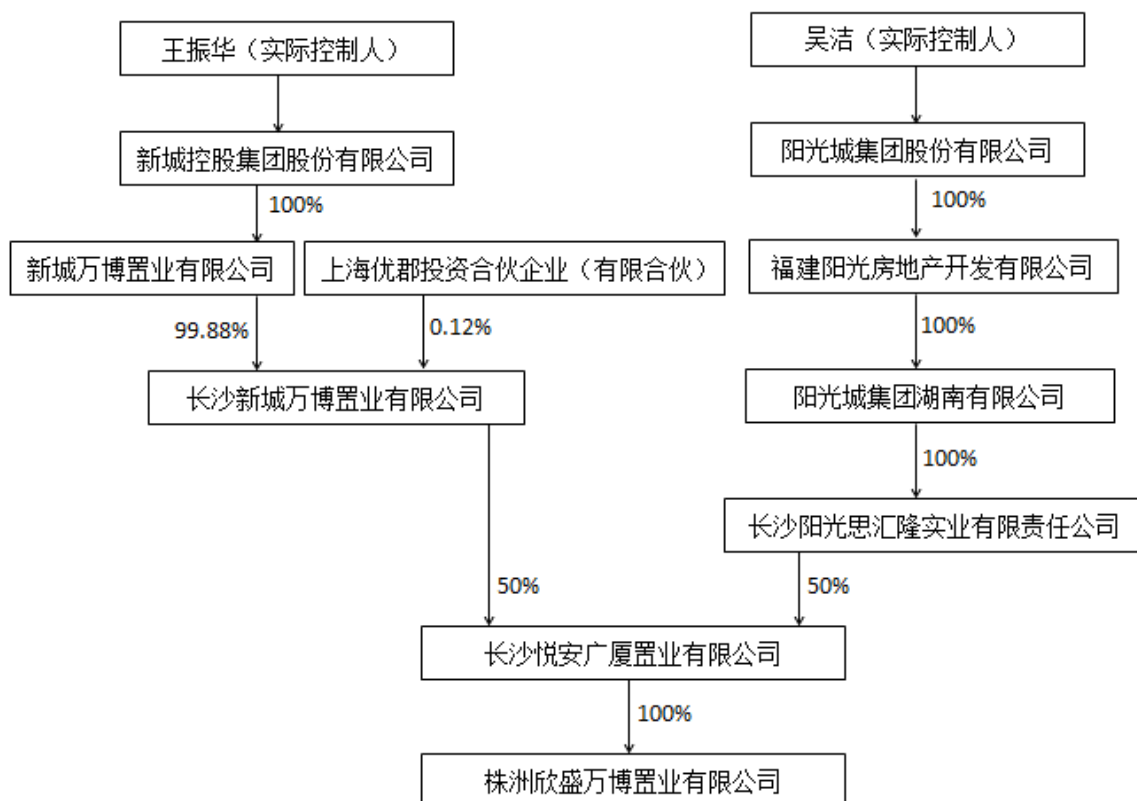 王振华（实际控制人）
吴洁（实际控制人）
新城控股集团股份有限公司
阳光城集团股份有限公司
100%
100%
新城万博置业有限公司
上海优郡投资合伙企业（有限合伙）
福建阳光房地产开发有限公司
99.88%
0.12%
100%
长沙新城万博置业有限公司
阳光城集团湖南有限公司
100%
长沙阳光思汇隆实业有限责任公司
50%
50%
长沙悦安广厦置业有限公司
100%
株洲欣盛万博置业有限公司